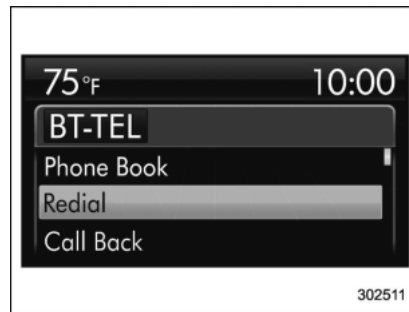 75°F 10:00
BT-TEL
Phone Book
Redial
Call Back
302511